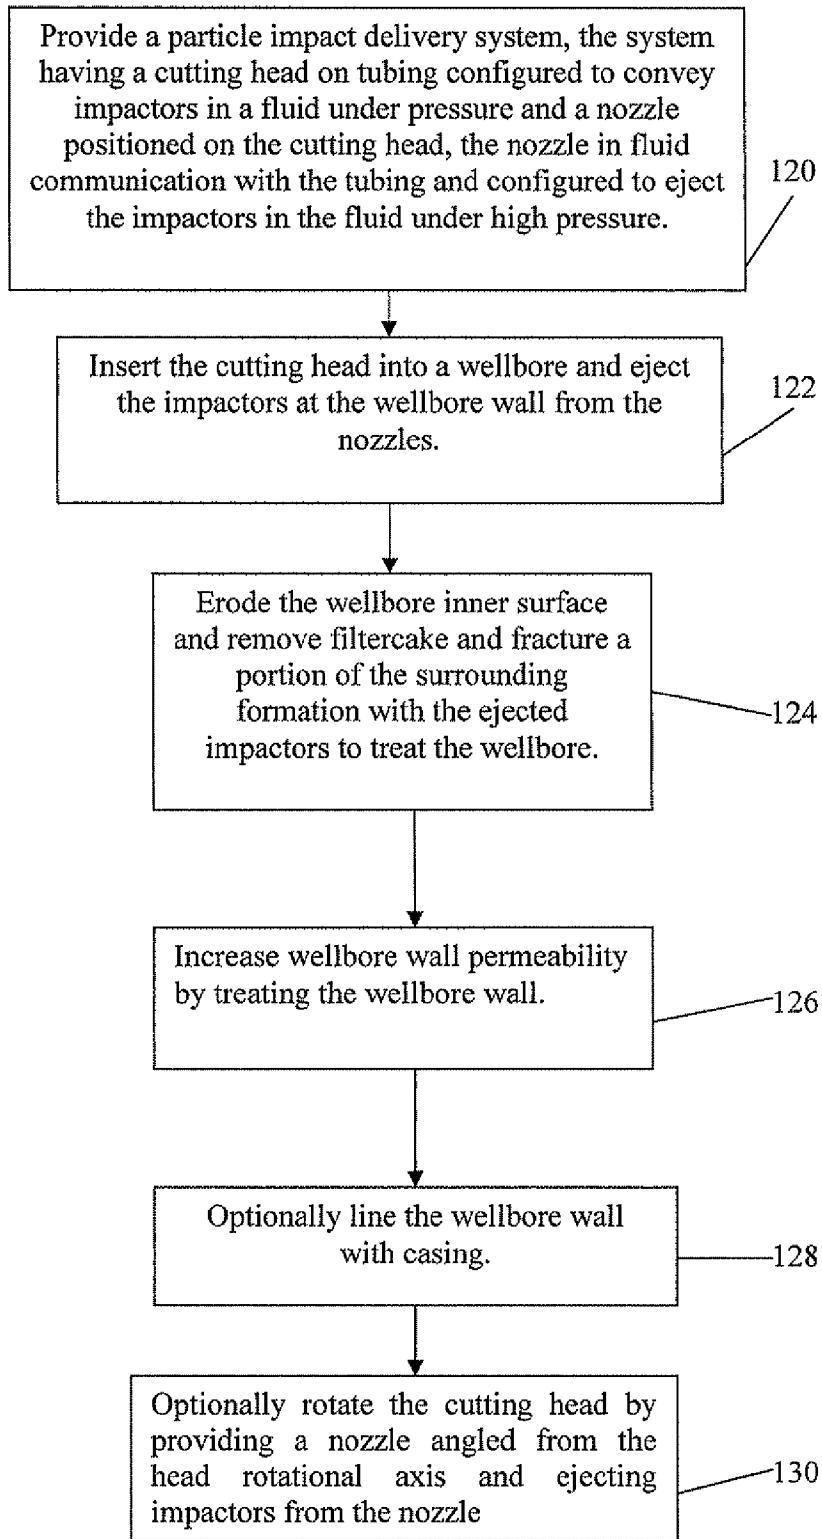 Provide a particle impact delivery system, the system
having a cutting head on tubing configured to convey
impactors in a fluid under pressure and a nozzle
positioned on the cutting head, the nozzle in fluid
communication with the tubing and configured to eject
the impactors in the fluid under high pressure.
120
Insert the cutting head into a wellbore and eject
the impactors at the wellbore wall from the
nozzles.
122
Erode the wellbore inner surface
and remove filtercake and fracture a
portion of the surrounding
formation with the ejected
impactors to treat the wellbore.
124
Increase wellbore wall permeability
by treating the wellbore wall.
126
Optionally line the wellbore wall
with casing.
128
Optionally rotate the cutting head by
providing a nozzle angled from the
head rotational axis and ejecting
impactors from the nozzle
130